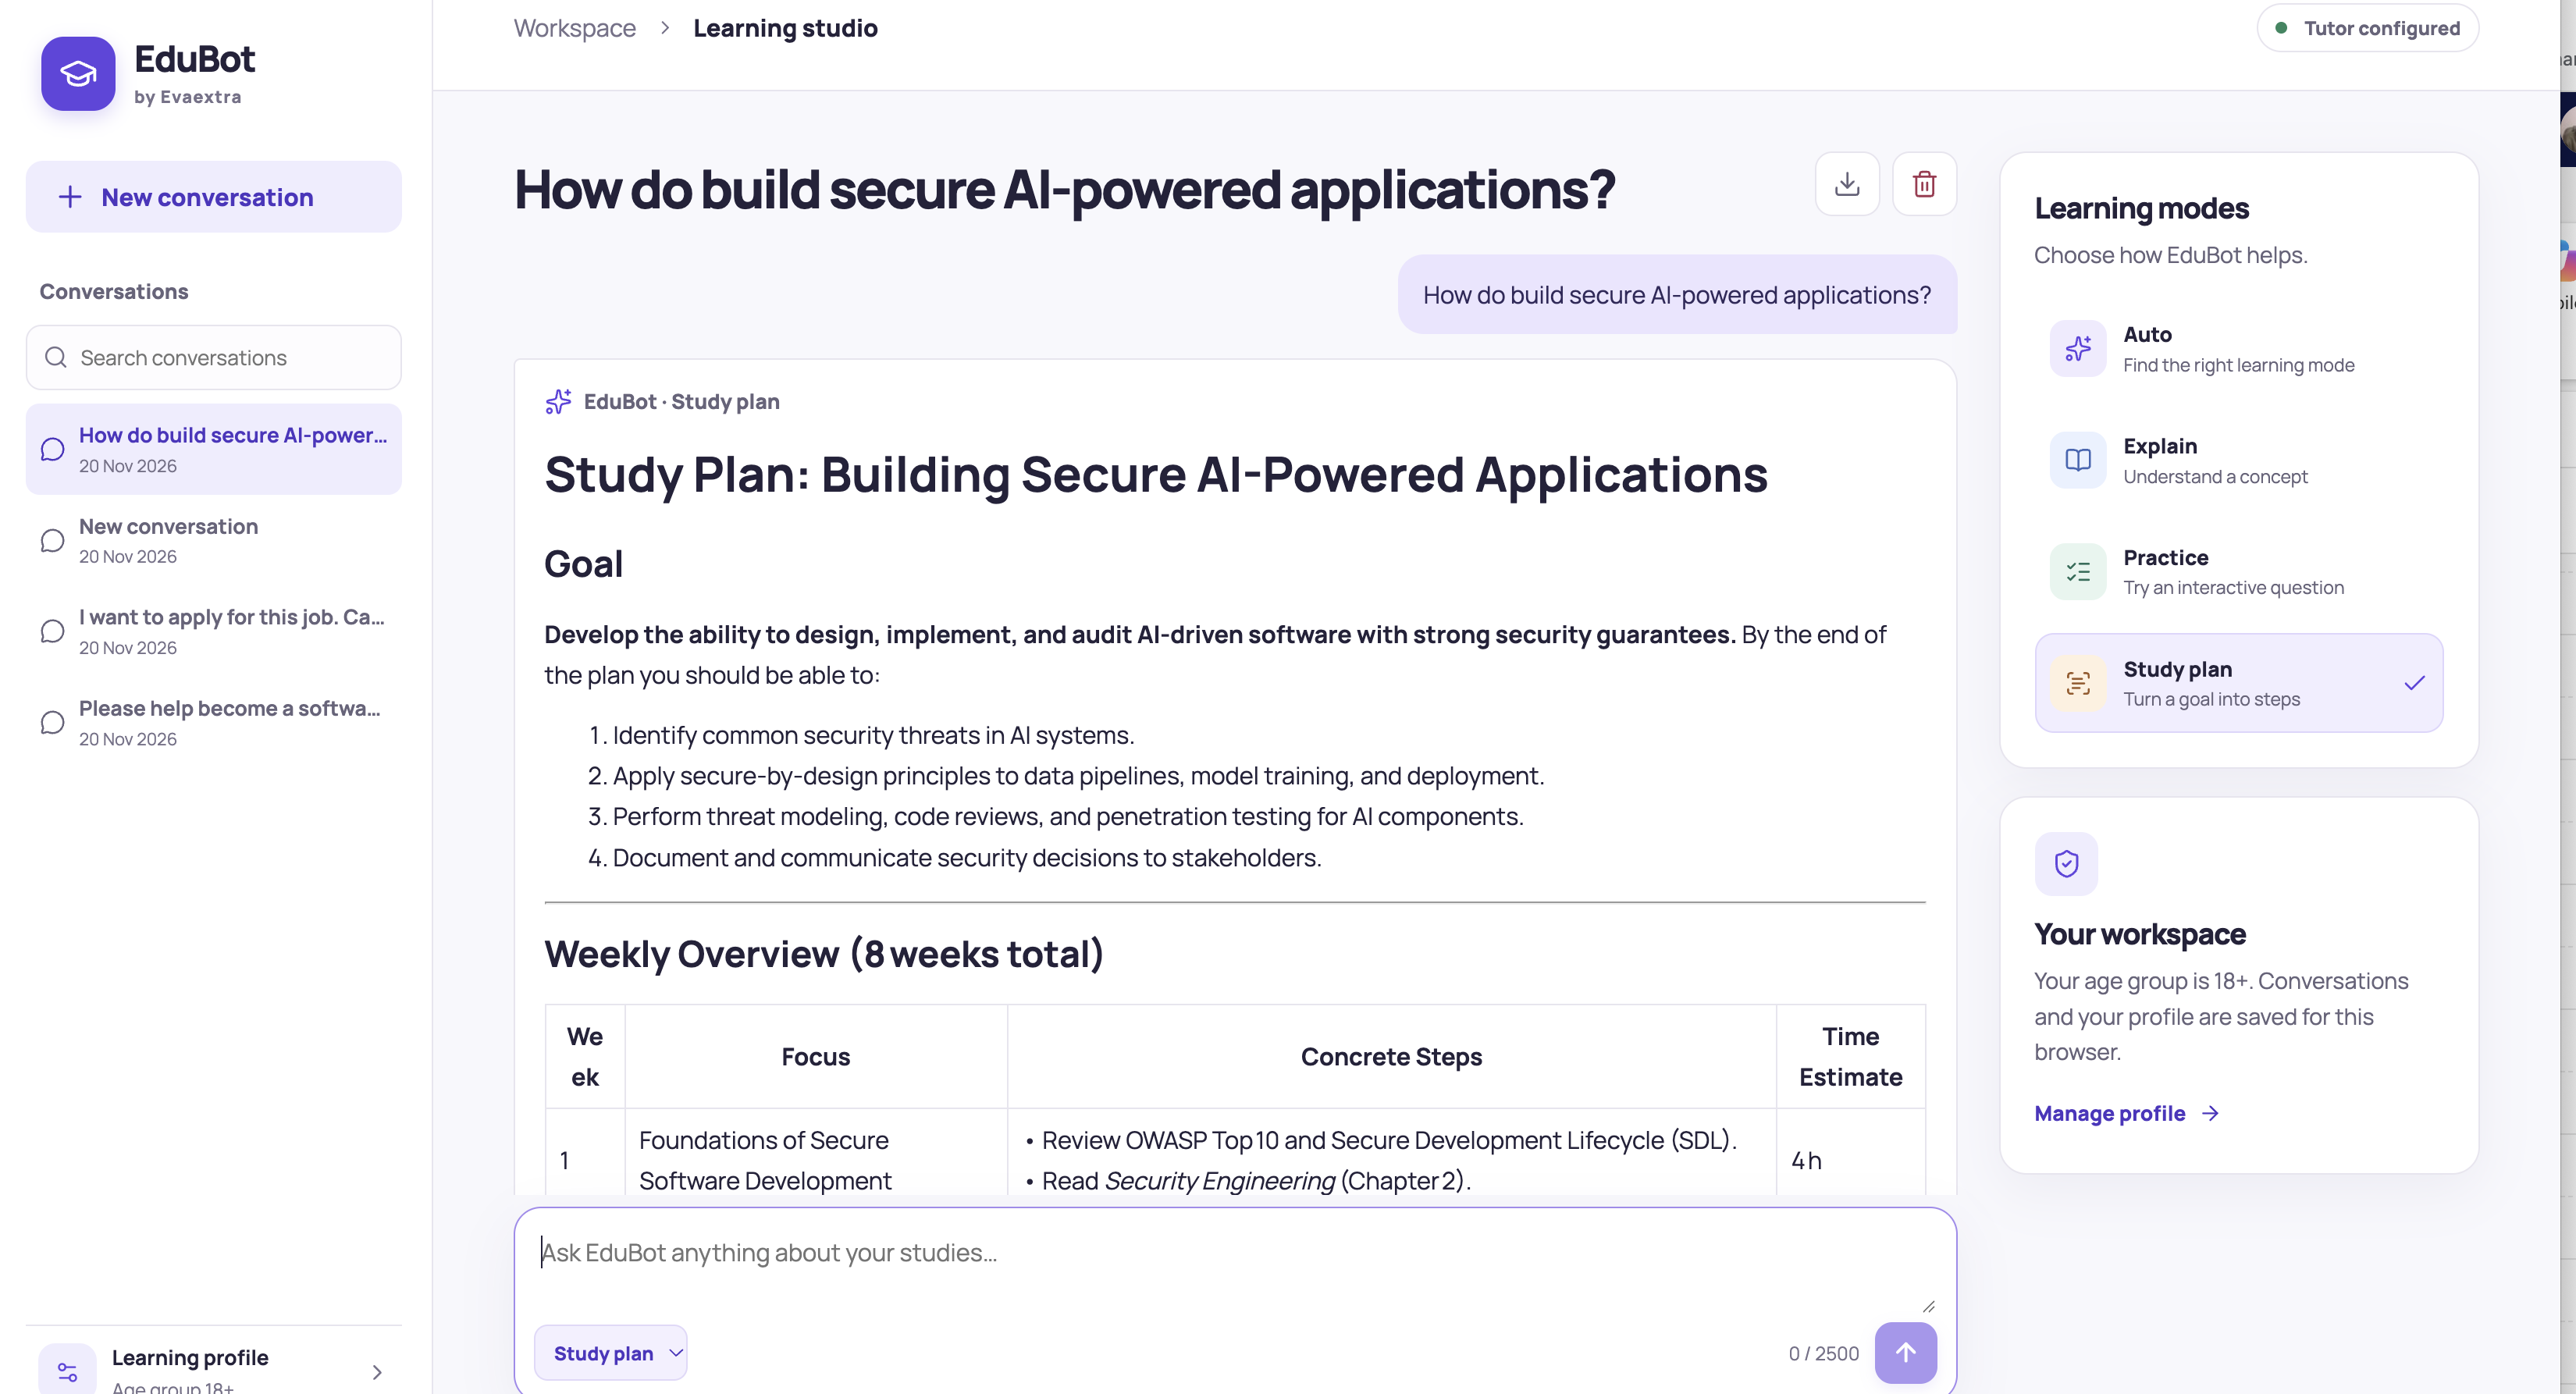 EduBot
by Evaextra
New conversation
Conversations
Search conversations
How do build secure AI-power...
20 Nov 2026
New conversation
20 Nov 2026
I want to apply for this job. Ca...
20 Nov 2026
Please help become a softwa...
20 Nov 2026
Learning profile
Age group 18+
Workspace > Learning studio
Tutor configured
How do build secure AI-powered applications?
How do build secure AI-powered applications?
EduBot · Study plan
Study Plan: Building Secure AI-Powered Applications
Goal
Develop the ability to design, implement, and audit AI-driven software with strong security guarantees. By the end of
the plan you should be able to:
1. Identify common security threats in AI systems.
2. Apply secure-by-design principles to data pipelines, model training, and deployment.
3. Perform threat modeling, code reviews, and penetration testing for AI components.
4. Document and communicate security decisions to stakeholders.
Weekly Overview (8 weeks total)
We
ek
Focus
Concrete Steps
Time
Estimate
1
Foundations of Secure
Software Development
• Review OWASP Top 10 and Secure Development Lifecycle (SDL).
• Read Security Engineering (Chapter 2).
4 h
Ask EduBot anything about your studies...
Study plan
0 / 2500
Learning modes
Choose how EduBot helps.
Auto
Find the right learning mode
Explain
Understand a concept
Practice
Try an interactive question
Study plan
Turn a goal into steps
Your workspace
Your age group is 18+. Conversations
and your profile are saved for this
browser.
Manage profile →